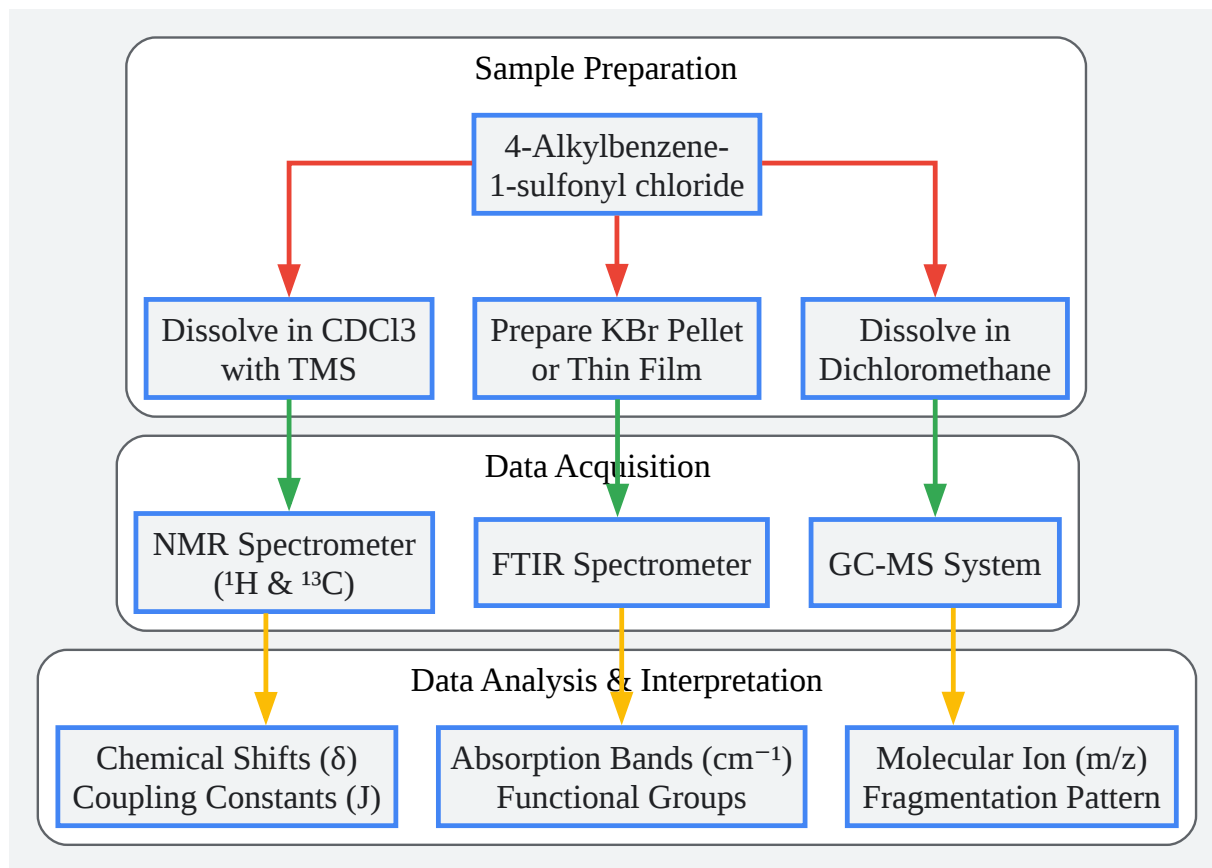 Sample Preparation
4-Alkylbenzene-
1-sulfonyl chloride
Dissolve in CDCl3
with TMS
Prepare KBr Pellet
or Thin Film
Dissolve in
Dichloromethane
Data Acquisition
NMR Spectrometer
(¹H & ¹³C)
FTIR Spectrometer
GC-MS System
Data Analysis & Interpretation
Chemical Shifts (δ)
Coupling Constants (J)
Absorption Bands (cm⁻¹)
Functional Groups
Molecular Ion (m/z)
Fragmentation Pattern